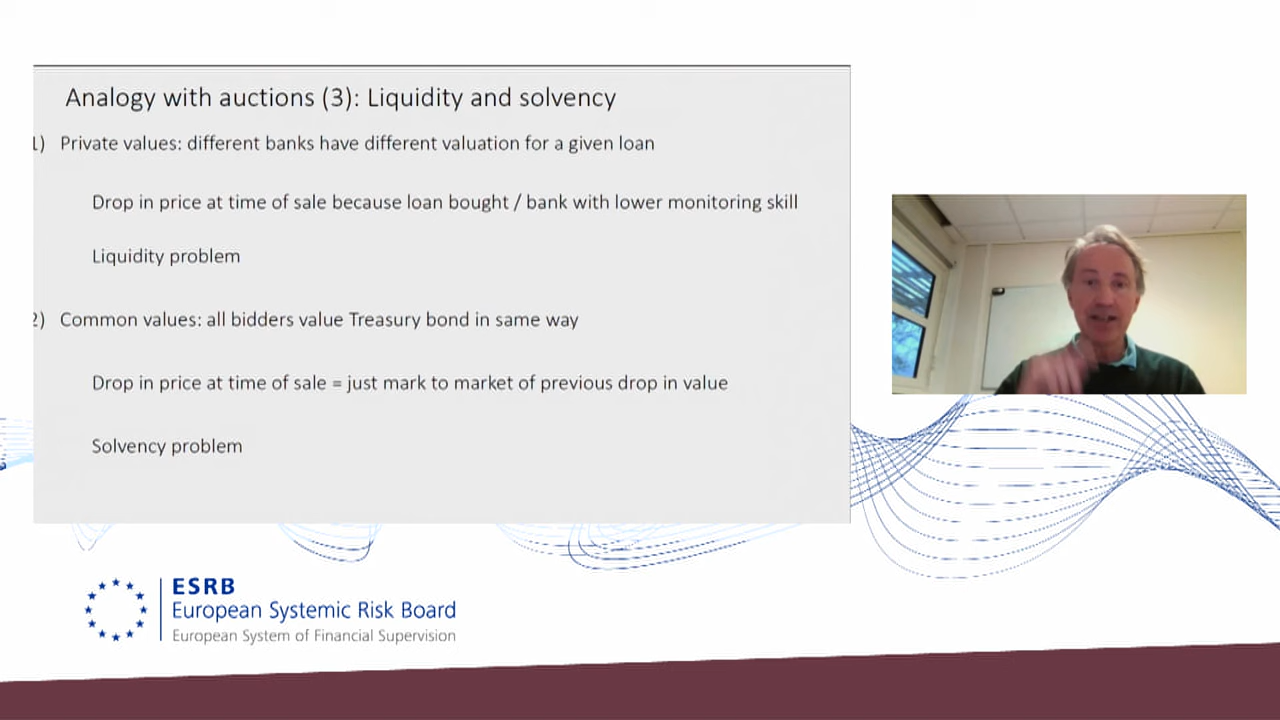 Analogy with auctions (3): Liquidity and solvency
1) Private values: different banks have different valuation for a given loan
Drop in price at time of sale because loan bought / bank with lower monitoring skill
Liquidity problem
2) Common values: all bidders value Treasury bond in same way
Drop in price at time of sale = just mark to market of previous drop in value
Solvency problem
ESRB
European Systemic Risk Board
European System of Financial Supervision